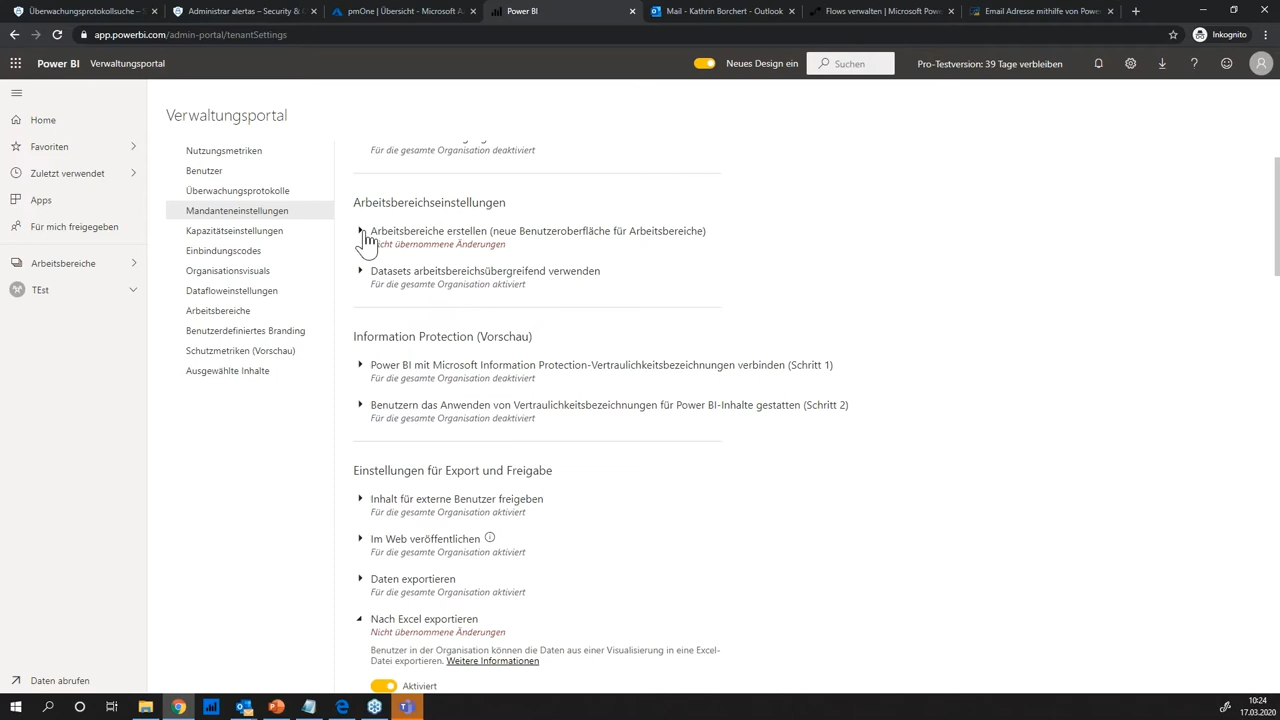 Überwachungsprotokollsuche – S
Administrar alertas – Security &
pmOne | Übersicht - Microsoft A
Power BI
Mail - Kathrin Borchert - Outlook
Flows verwalten | Microsoft Pow
Email Adresse mithilfe von Power
app.powerbi.com/admin-portal/tenantSettings
Inkognito
Power BI
Verwaltungsportal
Neues Design ein
Suchen
Pro-Testversion: 39 Tage verbleiben
Home
Favoriten
Zuletzt verwendet
Apps
Für mich freigegeben
Arbeitsbereiche
TEst
Daten abrufen
Verwaltungsportal
Nutzungsmetriken
Benutzer
Überwachungsprotokolle
Mandanteneinstellungen
Kapazitätseinstellungen
Einbindungscodes
Organisationsvisuals
Datafloweinstellungen
Arbeitsbereiche
Benutzerdefiniertes Branding
Schutzmetriken (Vorschau)
Ausgewählte Inhalte
Für die gesamte Organisation deaktiviert
Arbeitsbereichseinstellungen
Arbeitsbereiche erstellen (neue Benutzeroberfläche für Arbeitsbereiche)
icht übernommene Änderungen
Datasets arbeitsbereichsübergreifend verwenden
Für die gesamte Organisation aktiviert
Information Protection (Vorschau)
Power BI mit Microsoft Information Protection-Vertraulichkeitsbezeichnungen verbinden (Schritt 1)
Für die gesamte Organisation deaktiviert
Benutzern das Anwenden von Vertraulichkeitsbezeichnungen für Power BI-Inhalte gestatten (Schritt 2)
Für die gesamte Organisation deaktiviert
Einstellungen für Export und Freigabe
Inhalt für externe Benutzer freigeben
Für die gesamte Organisation aktiviert
Im Web veröffentlichen
Für die gesamte Organisation aktiviert
Daten exportieren
Für die gesamte Organisation aktiviert
Nach Excel exportieren
Nicht übernommene Änderungen
Benutzer in der Organisation können die Daten aus einer Visualisierung in eine Excel-
Datei exportieren. Weitere Informationen
Aktiviert
10:24
17.03.2020